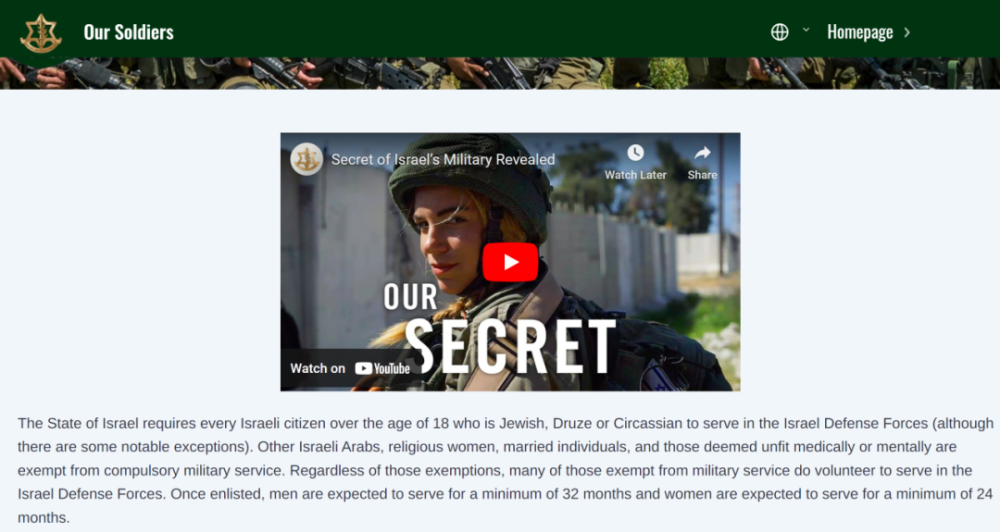 Our Soldiers
Homepage
Secret of Israel's Military Revealed
Watch Later
Share
OUR
SECRET
Watch on YouTube
The State of Israel requires every Israeli citizen over the age of 18 who is Jewish, Druze or Circassian to serve in the Israel Defense Forces (although
there are some notable exceptions). Other Israeli Arabs, religious women, married individuals, and those deemed unfit medically or mentally are
exempt from compulsory military service. Regardless of those exemptions, many of those exempt from military service do volunteer to serve in the
Israel Defense Forces. Once enlisted, men are expected to serve for a minimum of 32 months and women are expected to serve for a minimum of 24
months.